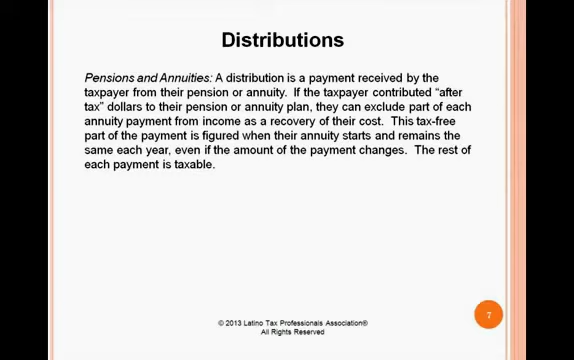 Distributions
Pensions and Annuities: A distribution is a payment received by the
taxpayer from their pension or annuity. If the taxpayer contributed “after
tax” dollars to their pension or annuity plan, they can exclude part of each
annuity payment from income as a recovery of their cost. This tax-free
part of the payment is figured when their annuity starts and remains the
same each year, even if the amount of the payment changes. The rest of
each payment is taxable.
7
© 2013 Latino Tax Professionals Association®
All Rights Reserved